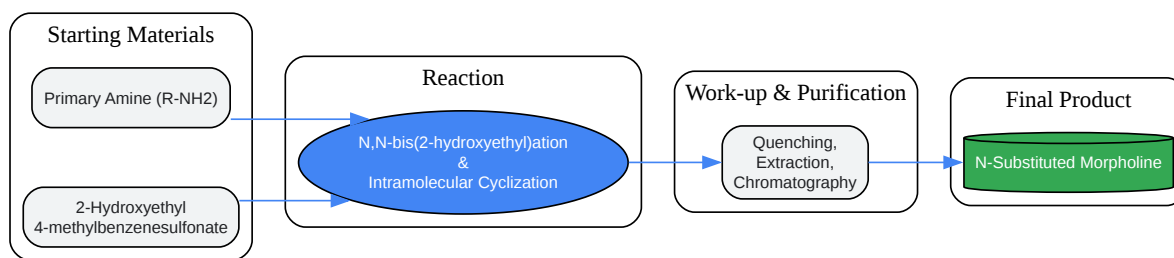 Starting Materials
Primary Amine (R-NH2)
2-Hydroxyethyl
4-methylbenzenesulfonate
Reaction
N,N-bis(2-hydroxyethyl)ation
&
Intramolecular Cyclization
Work-up & Purification
Quenching,
Extraction,
Chromatography
Final Product
N-Substituted Morpholine